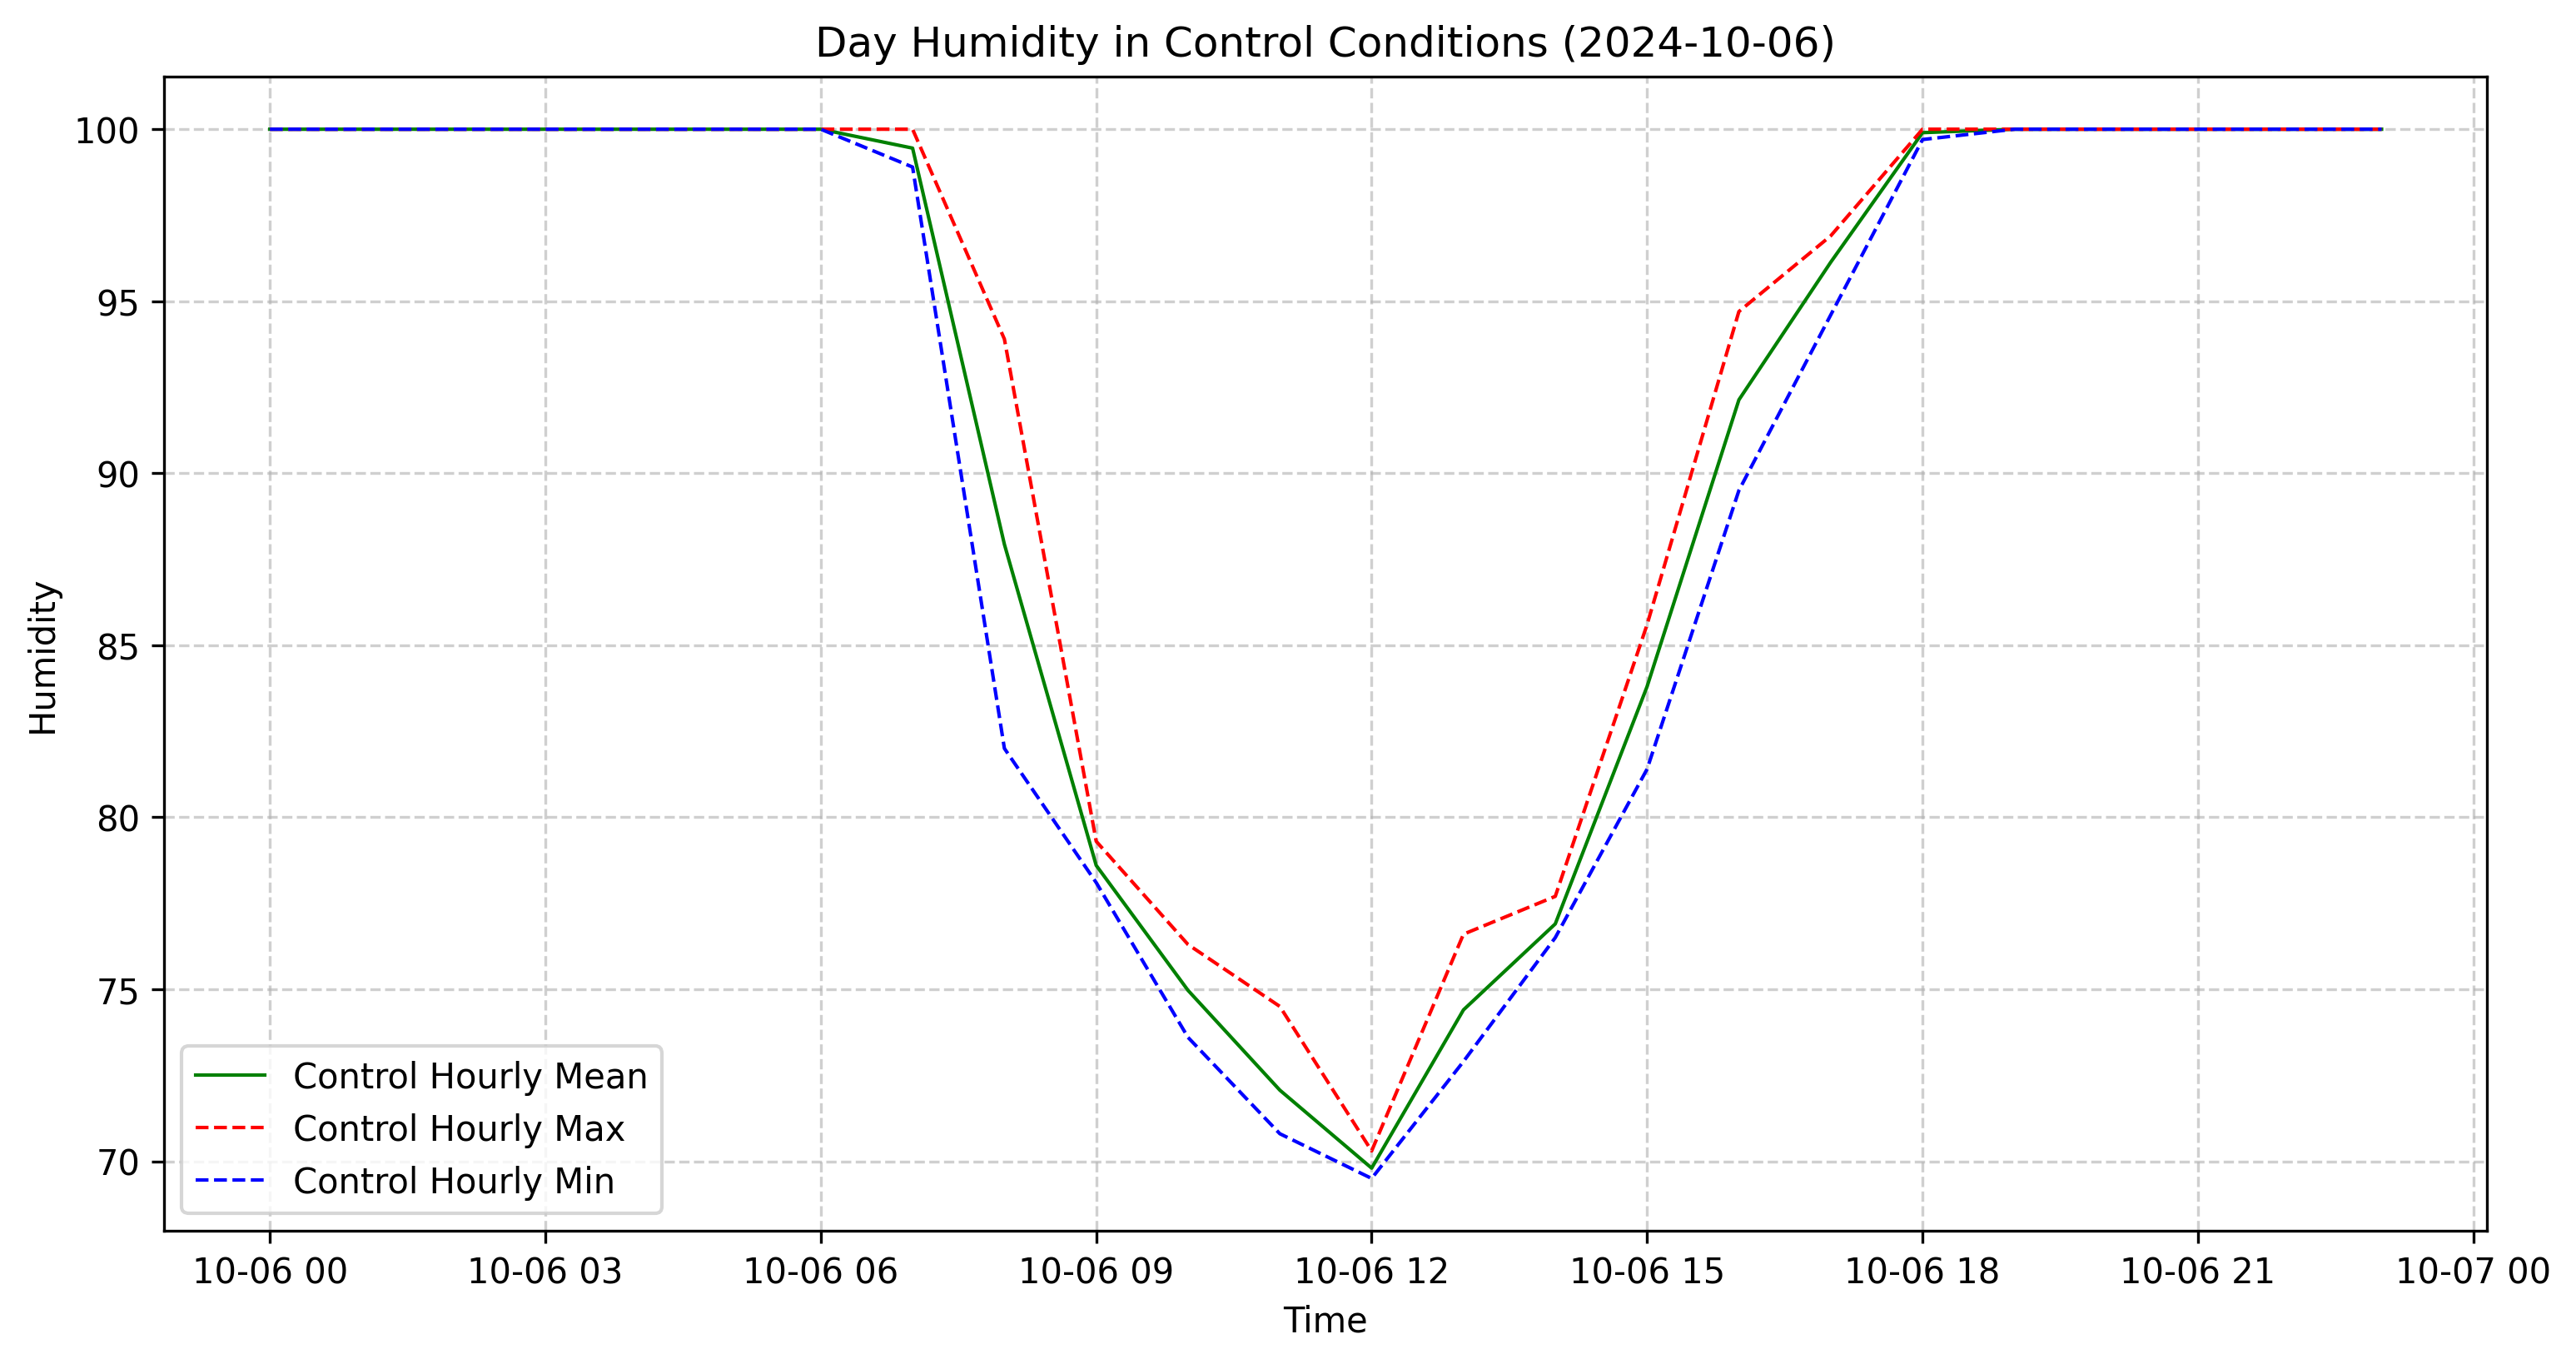 Day Humidity in Control Conditions (2024-10-06)
Humidity
100
95
90
85
80
75
70
Control Hourly Mean
Control Hourly Max
Control Hourly Min
10-06 00 10-06 03 10-06 06 10-06 09 10-06 12 10-06 15 10-06 18 10-06 21 10-07 00
Time